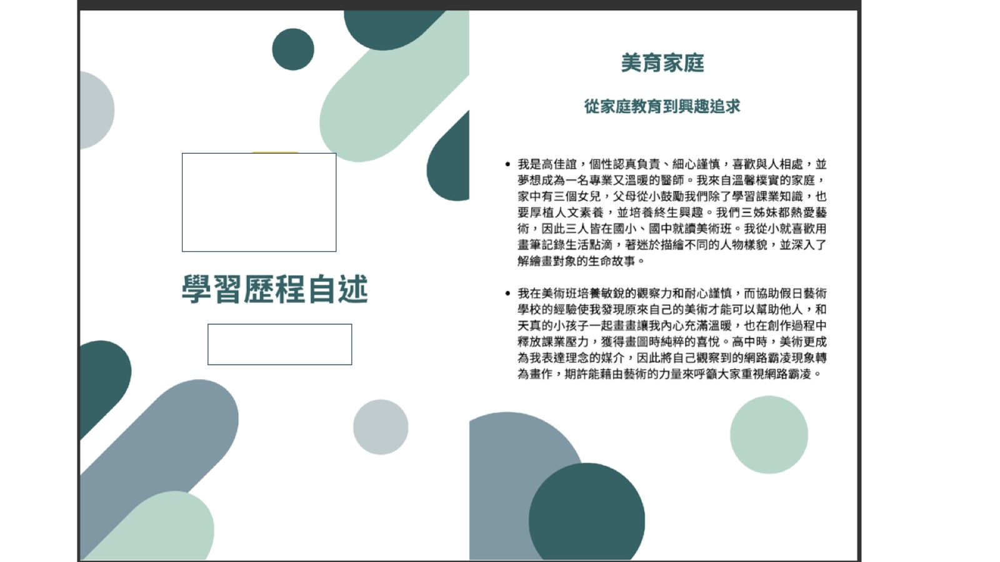 學習歷程自述
美育家庭
從家庭教育到興趣追求
• 我是高佳誼，個性認真負責、細心謹慎，喜歡與人相處，並
夢想成為一名專業又溫暖的醫師。我來自溫馨樸實的家庭，
家中有三個女兒，父母從小鼓勵我們除了學習課業知識，也
要厚植人文素養，並培養終生興趣。我們三姊妹都熱愛藝
術，因此三人皆在國小、國中就讀美術班。我從小就喜歡用
畫筆記錄生活點滴，著迷於描繪不同的人物樣貌，並深入了
解繪畫對象的生命故事。
• 我在美術班培養敏銳的觀察力和耐心謹慎，而協助假日藝術
學校的經驗使我發現原來自己的美術才能可以幫助他人，和
天真的小孩子一起畫畫讓我內心充滿溫暖，也在創作過程中
釋放課業壓力，獲得畫圖時純粹的喜悅。高中時，美術更成
為我表達理念的媒介，因此將自己觀察到的網路霸凌現象轉
為畫作，期許能藉由藝術的力量來呼籲大家重視網路霸凌。